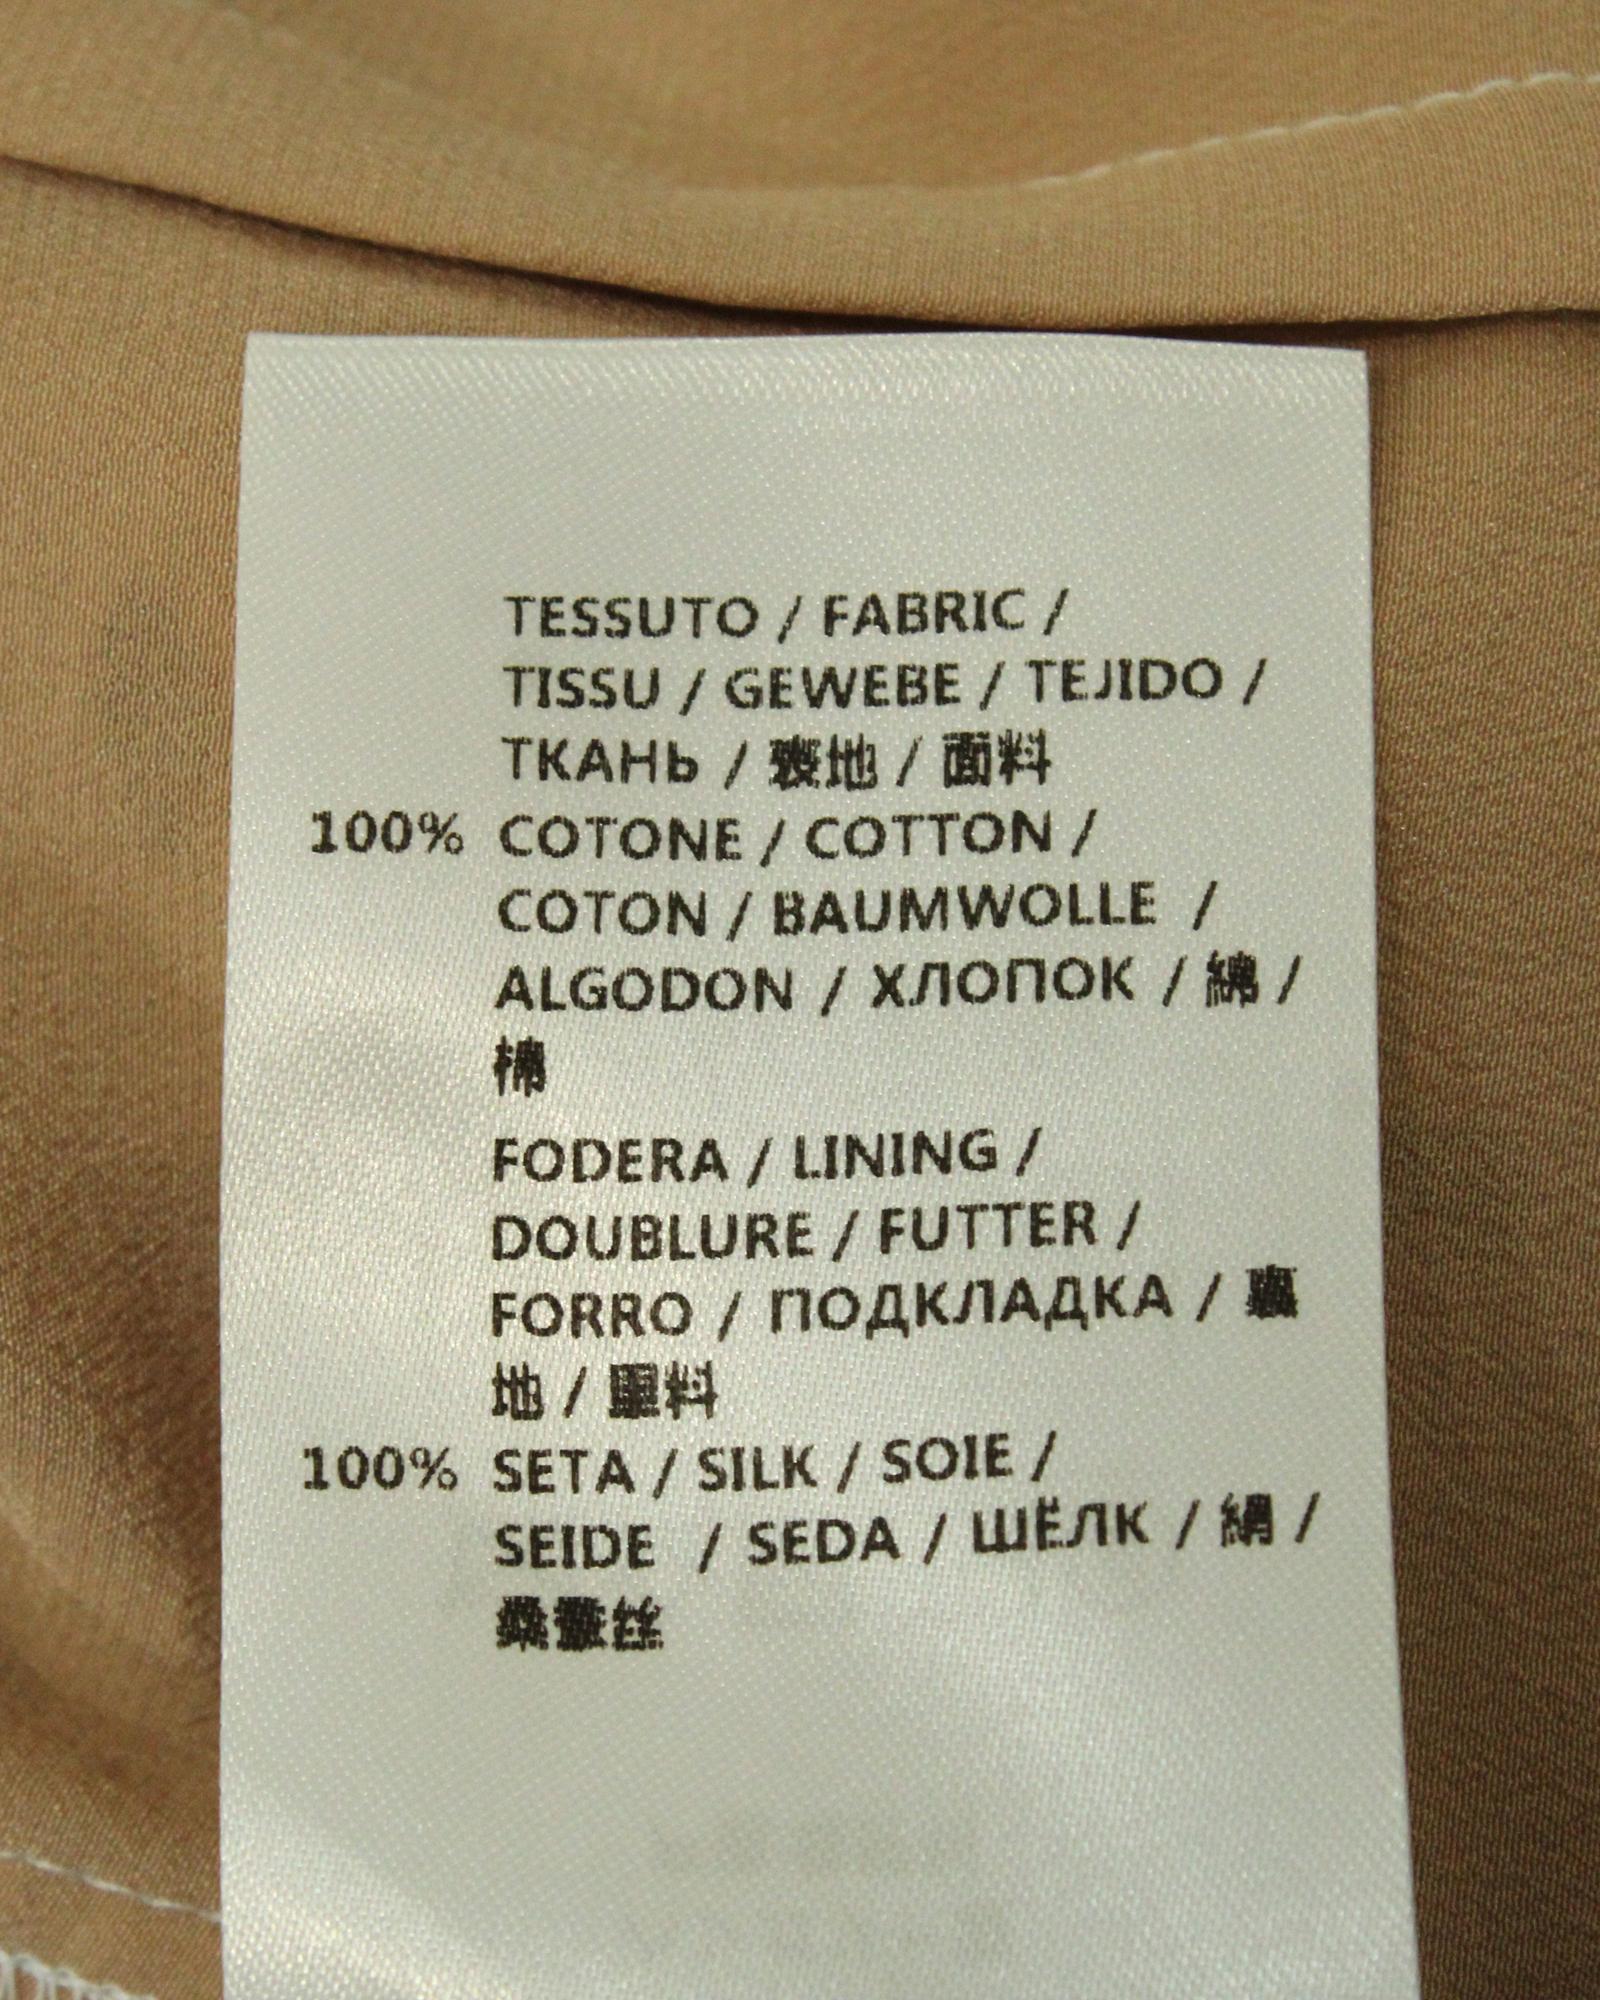 TESSUTO / FABRIC /
TISSU / GEWEBE / TEJIDO /
ТКАНЬ / 表地 / 面料
100% COTONE / COTTON /
COTON / BAUMWOLLE /
ALGODON / ХЛОПОК / 綿 /
棉
FODERA / LINING /
DOUBLURE / FUTTER /
FORRO / ПОДКЛАДКА / 裏
地 / 里料
100% SETA / SILK / SOIE /
SEIDE / SEDA / ШЁЛК / 絹 /
桑蚕丝